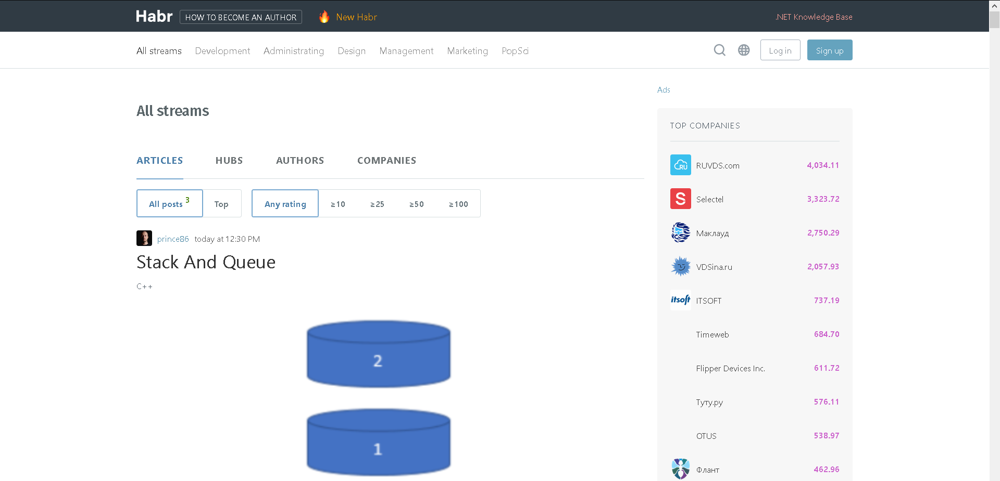 Habr HOW TO BECOME AN AUTHOR New Habr .NET Knowledge Base
All streams Development Administrating Design Management Marketing PopSci Log in Sign up
Ads
All streams
ARTICLES HUBS AUTHORS COMPANIES
All posts 3 Top Any rating ≥10 ≥25 ≥50 ≥100
prince86 today at 12:30 PM
Stack And Queue
C++
2
1
TOP COMPANIES
RU RUVDS.com 4,034.11
S Selectel 3,323.72
Маклауд 2,750.29
VDSina.ru 2,057.93
itsoft ITSOFT 737.19
Timeweb 684.70
Flipper Devices Inc. 611.72
Туту.ру 576.11
OTUS 538.97
Флант 462.96